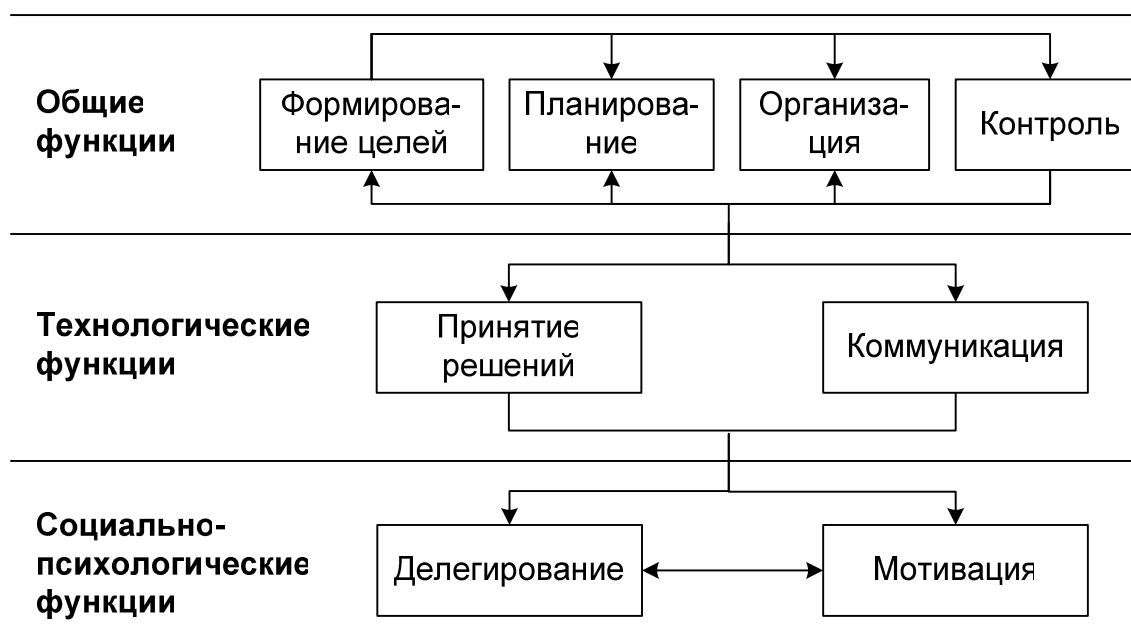 Общие
функции
Формирова-
ние целей
Планирова-
ние
Организа-
ция
Контроль
Технологические
функции
Принятие
решений
Коммуникация
Социально-
психологические
функции
Делегирование
Мотивация